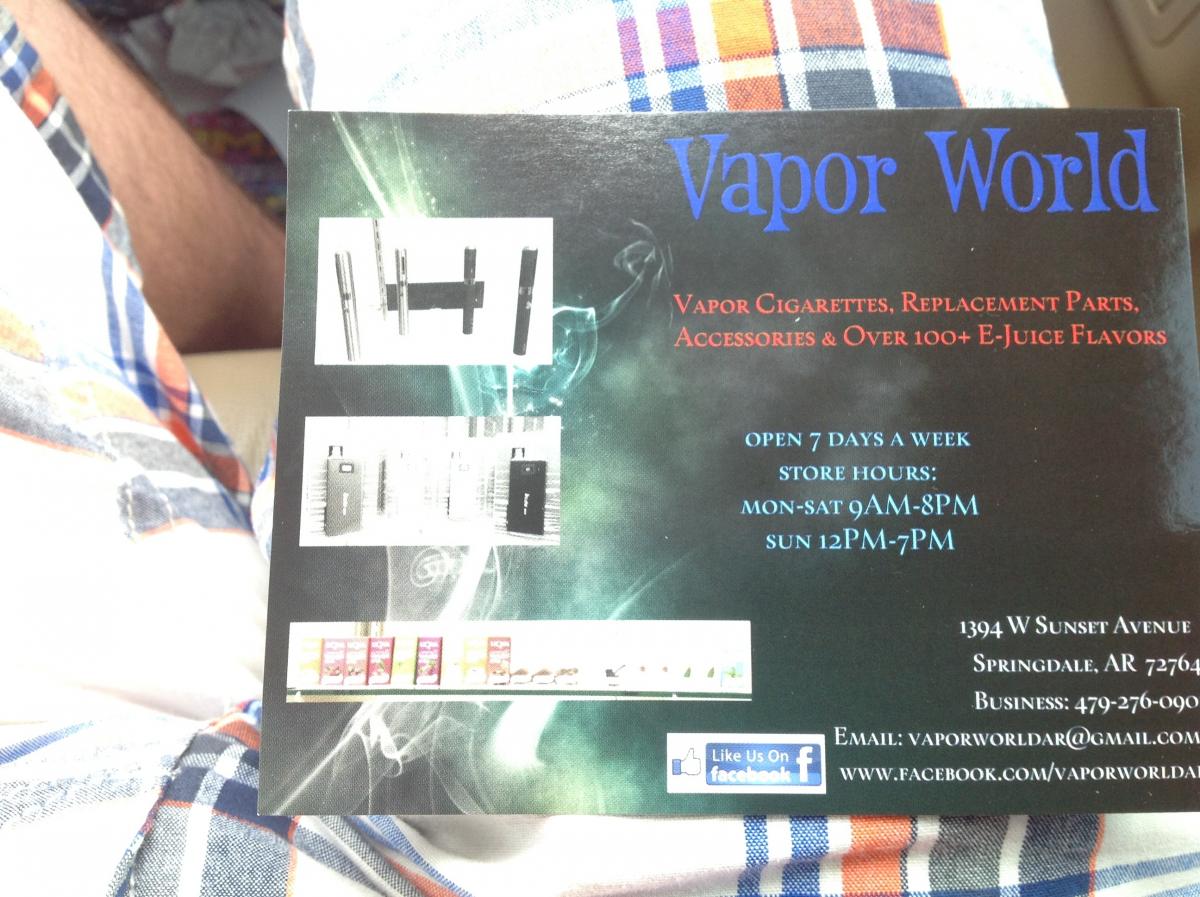 Vapor World
Vapor Cigarettes, Replacement Parts,
Accessories & Over 100+ E-Juice Flavors
OPEN 7 DAYS A WEEK
STORE HOURS:
MON-SAT 9AM-8PM
SUN 12PM-7PM
1394 W Sunset Avenue
Springdale, AR 72764
Business: 479-276-090
Email: vaporworldar@gmail.com
Like Us On
facebook
www.facebook.com/vaporworldar